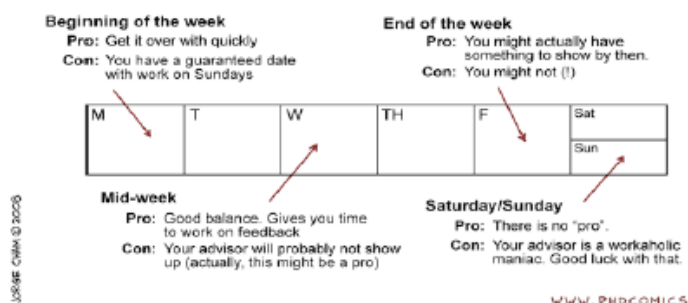 Beginning of the week
Pro: Get it over with quickly
Con: You have a guaranteed date
with work on Sundays
End of the week
Pro: You might actually have
something to show by then.
Con: You might not (!)
M T W TH F Sat
Sun
Mid-week
Pro: Good balance. Gives you time
to work on feedback
Con: Your advisor will probably not show
up (actually, this might be a pro)
Saturday/Sunday
Pro: There is no "pro".
Con: Your advisor is a workaholic
maniac. Good luck with that.
WWW.PHDCOMICS